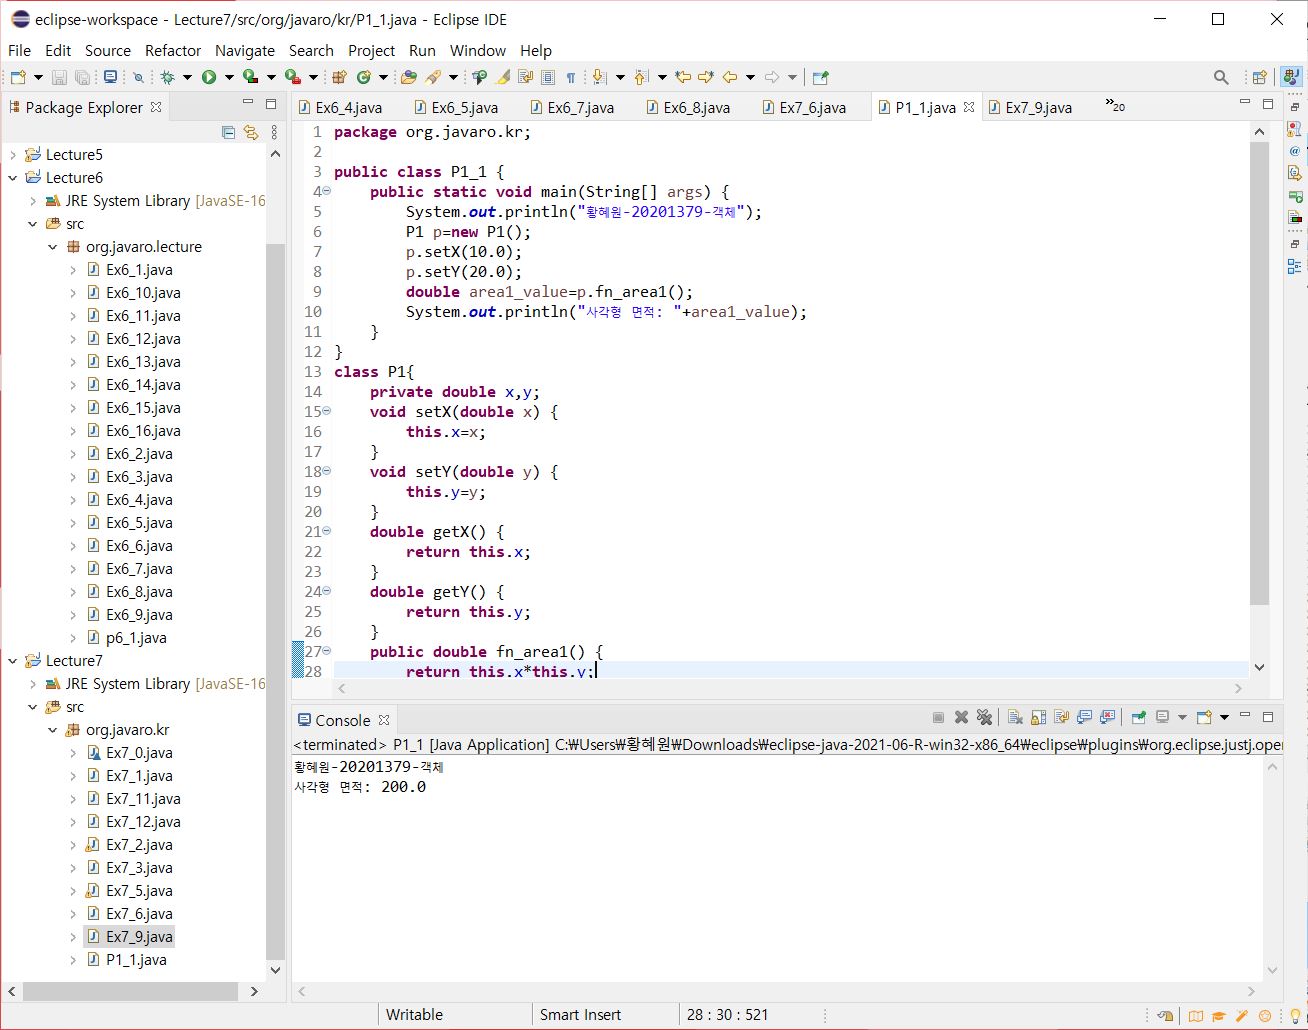 eclipse-workspace - Lecture7/src/org/javaro/kr/P1_1.java - Eclipse IDE
File Edit Source Refactor Navigate Search Project Run Window Help
Package Explorer
Lecture5
Lecture6
JRE System Library [JavaSE-16
src
org.javaro.lecture
Ex6_1.java
Ex6_10.java
Ex6_11.java
Ex6_12.java
Ex6_13.java
Ex6_14.java
Ex6_15.java
Ex6_16.java
Ex6_2.java
Ex6_3.java
Ex6_4.java
Ex6_5.java
Ex6_6.java
Ex6_7.java
Ex6_8.java
Ex6_9.java
p6_1.java
Lecture7
JRE System Library [JavaSE-16
src
org.javaro.kr
Ex7_0.java
Ex7_1.java
Ex7_11.java
Ex7_12.java
Ex7_2.java
Ex7_3.java
Ex7_5.java
Ex7_6.java
Ex7_9.java
P1_1.java
Ex6_4.java Ex6_5.java Ex6_7.java Ex6_8.java Ex7_6.java P1_1.java Ex7_9.java »20
1 package org.javaro.kr;
2
3 public class P1_1 {
4 public static void main(String[] args) {
5 System.out.println("황혜원-20201379-객체");
6 P1 p=new P1();
7 p.setX(10.0);
8 p.setY(20.0);
9 double area1_value=p.fn_area1();
10 System.out.println("사각형 면적: "+area1_value);
11 }
12 }
13 class P1{
14 private double x,y;
15 void setX(double x) {
16 this.x=x;
17 }
18 void setY(double y) {
19 this.y=y;
20 }
21 double getX() {
22 return this.x;
23 }
24 double getY() {
25 return this.y;
26 }
27 public double fn_area1() {
28 return this.x*this.y;
Console
<terminated> P1_1 [Java Application] C:₩Users₩황혜원₩Downloads₩eclipse-java-2021-06-R-win32-x86_64₩eclipse₩plugins₩org.eclipse.justj.open
황혜원-20201379-객체
사각형 면적: 200.0
Writable Smart Insert 28 : 30 : 521